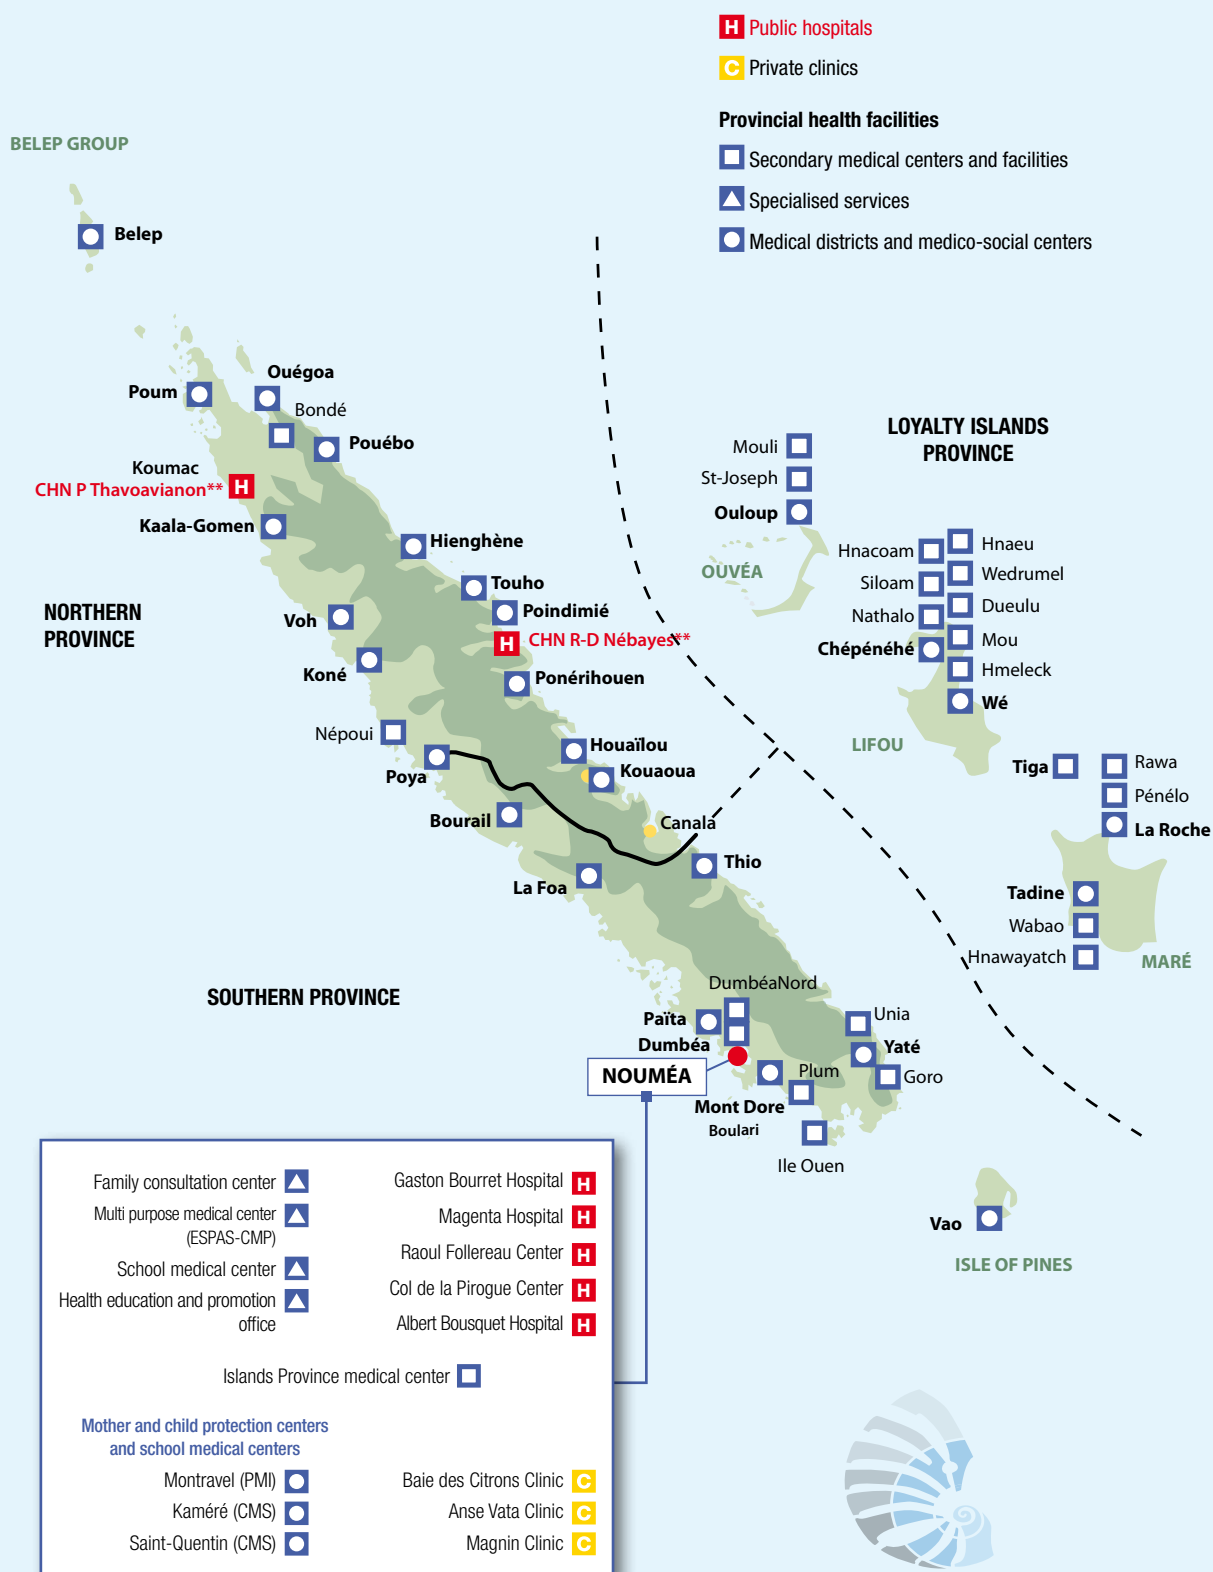 H Public hospitals
C Private clinics
Provincial health facilities
Secondary medical centers and facilities
Specialised services
Medical districts and medico-social centers
BELEP GROUP
Belep
Ouégoa
Poum
Bondé
Pouébo
Koumac
CHN P Thavoavianon** H
Kaala-Gomen
Hienghène
Touho
Poindimié
H CHN R-D Nébayes**
NORTHERN
PROVINCE
Voh
Koné
Ponérihouen
Népoui
Houaïlou
Poya
Kouaoua
Bourail
Canala
Thio
La Foa
LOYALTY ISLANDS
PROVINCE
Mouli
St-Joseph
Ouloup
OUVÉA
Hnacoam
Hnaeu
Siloam
Wedrumel
Nathalo
Dueulu
Chépénéhé
Mou
Hmeleck
Wé
LIFOU
Tiga
Rawa
Pénélo
La Roche
Tadine
Wabao
Hnawayatch
MARÉ
SOUTHERN PROVINCE
DumbéaNord
Païta
Dumbéa
Unia
Yaté
NOUMÉA
Plum
Goro
Mont Dore
Boulari
Ile Ouen
Vao
ISLE OF PINES
Family consultation center
Multi purpose medical center
(ESPAS-CMP)
School medical center
Health education and promotion
office
Gaston Bourret Hospital H
Magenta Hospital H
Raoul Follereau Center H
Col de la Pirogue Center H
Albert Bousquet Hospital H
Islands Province medical center
Mother and child protection centers
and school medical centers
Montravel (PMI)
Kaméré (CMS)
Saint-Quentin (CMS)
Baie des Citrons Clinic C
Anse Vata Clinic C
Magnin Clinic C